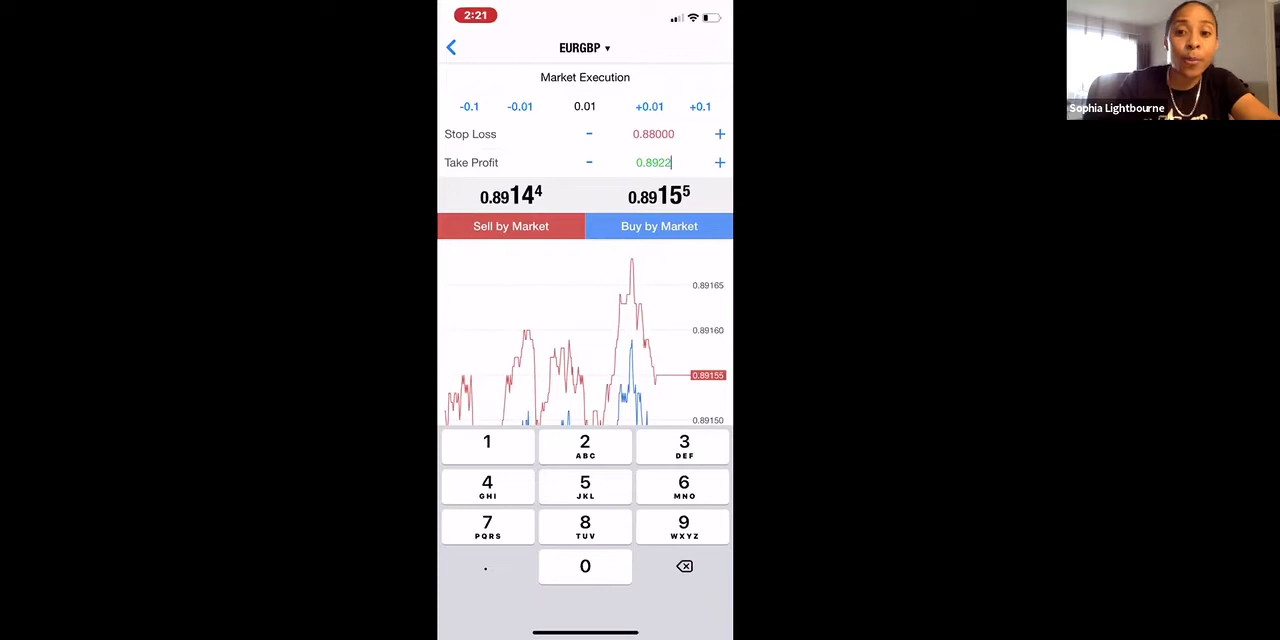 2:21
EURGBP ▼
Market Execution
-0.1 -0.01 0.01 +0.01 +0.1
Stop Loss - 0.88000 +
Take Profit - 0.8922 +
0.89144 0.89155
Sell by Market Buy by Market
0.89165
0.89160
0.89155
0.89150
1 2 ABC 3 DEF
4 GHI 5 JKL 6 MNO
7 PQRS 8 TUV 9 WXYZ
. 0
Sophia Lightbourne